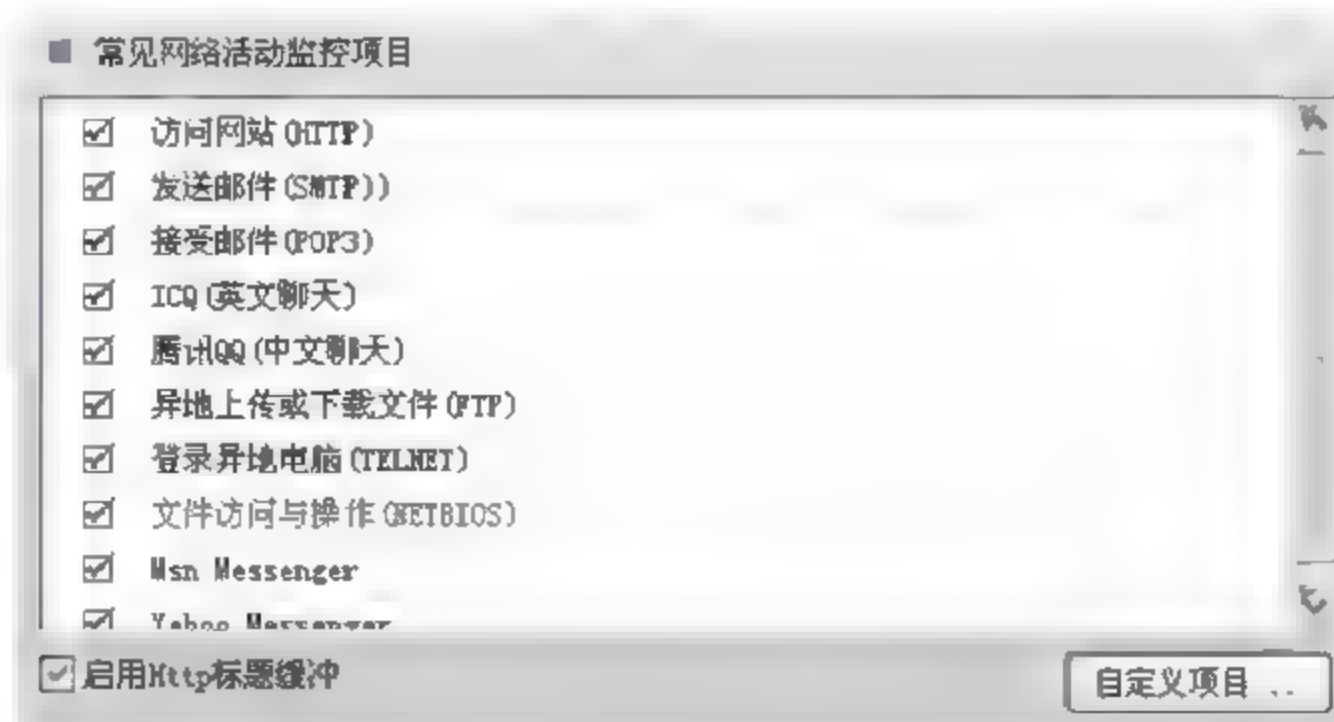 常见网络活动监控项目
访问网站(HTTP)
发送邮件(SMTP))
接受邮件(POP3)
ICQ(英文聊天)
腾讯QQ(中文聊天)
异地上传或下载文件(FTP)
登录异地电脑(TELNET)
文件访问与操作(NETBIOS)
Msn Messenger
Yahoo Messenger
启用Http标题缓冲
自定义项目 ..